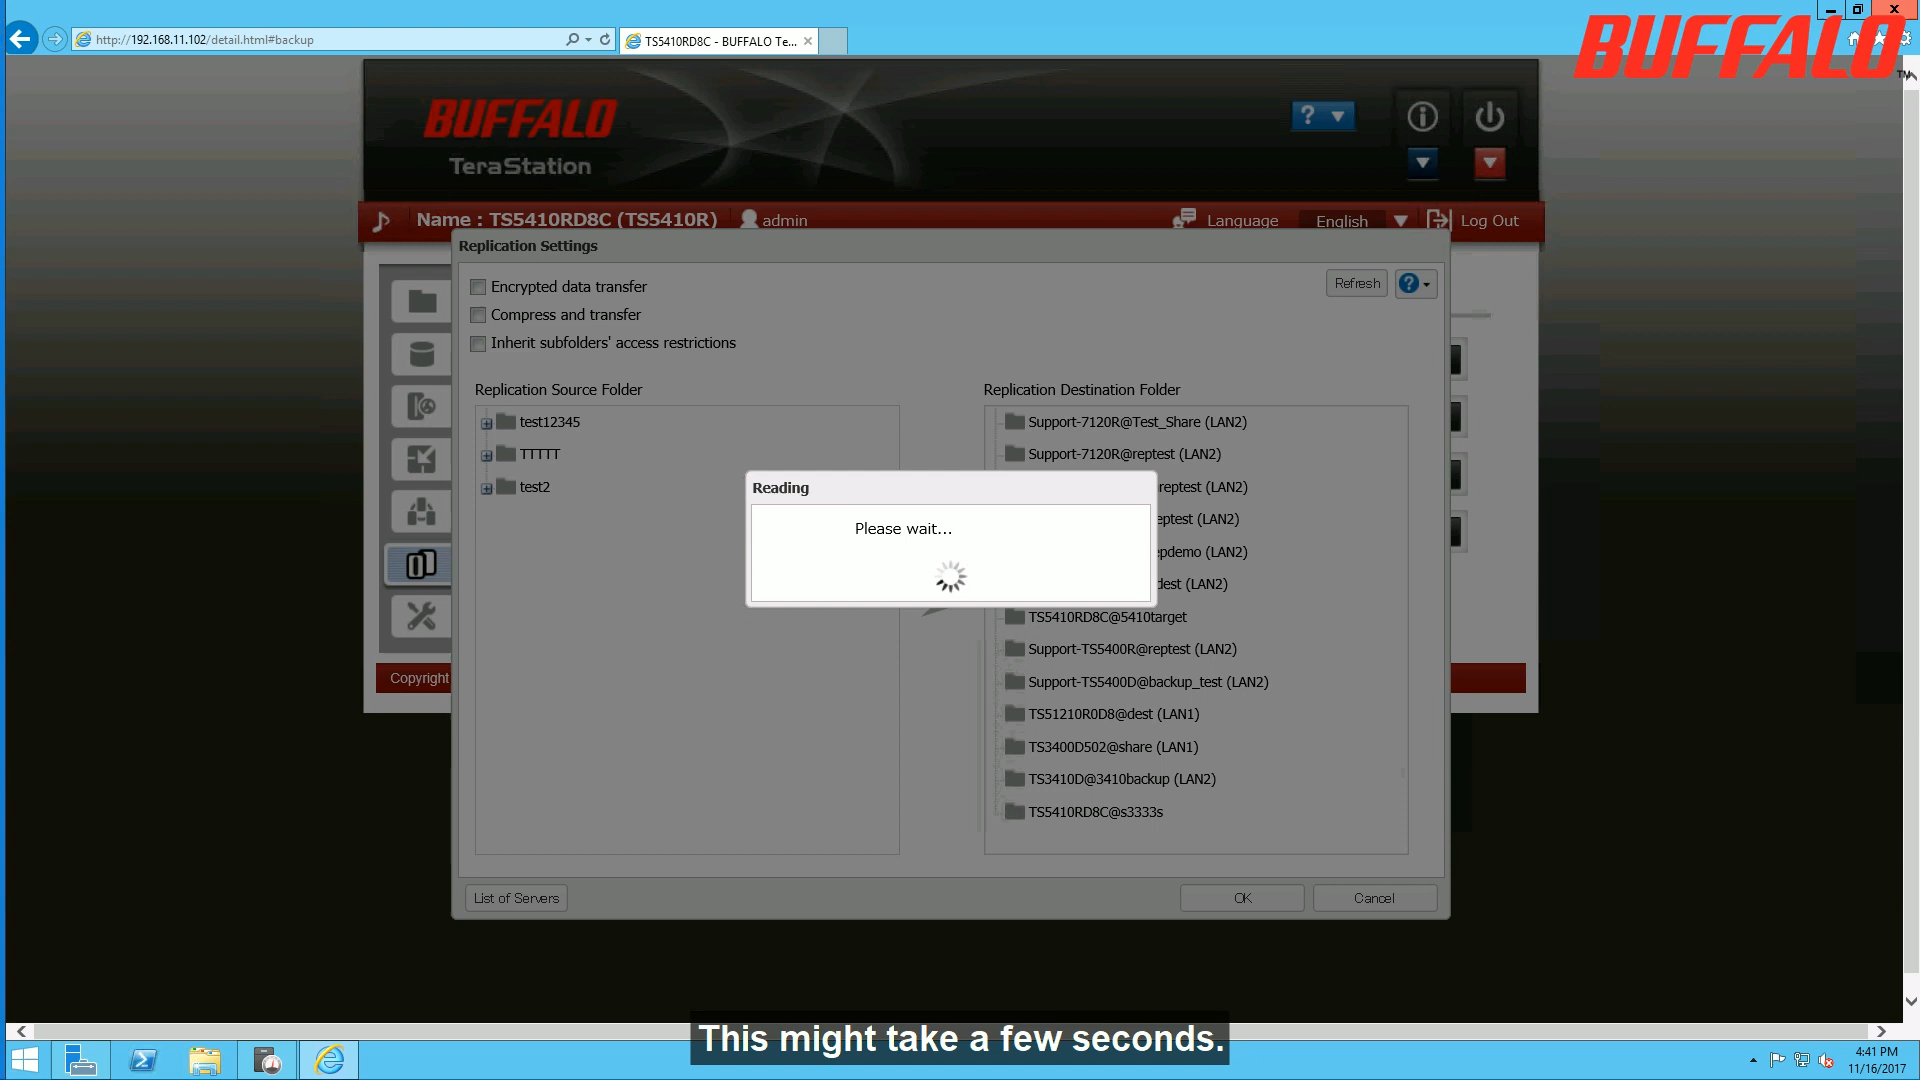 http://192.168.11.102/detail.html#backup
TS5410RD8C - BUFFALO Te...
BUFFALO™
BUFFALO
TeraStation
Name : TS5410RD8C (TS5410R)
admin
Language
English
Log Out
Replication Settings
Encrypted data transfer
Compress and transfer
Inherit subfolders' access restrictions
Refresh
Replication Source Folder
test12345
TTTTT
test2
Replication Destination Folder
Support-7120R@Test_Share (LAN2)
Support-7120R@reptest (LAN2)
reptest (LAN2)
eptest (LAN2)
epdemo (LAN2)
dest (LAN2)
TS5410RD8C@5410target
Support-TS5400R@reptest (LAN2)
Support-TS5400D@backup_test (LAN2)
TS51210R0D8@dest (LAN1)
TS3400D502@share (LAN1)
TS3410D@3410backup (LAN2)
TS5410RD8C@s3333s
Reading
Please wait...
Copyright
List of Servers
OK
Cancel
This might take a few seconds.
4:41 PM
11/16/2017